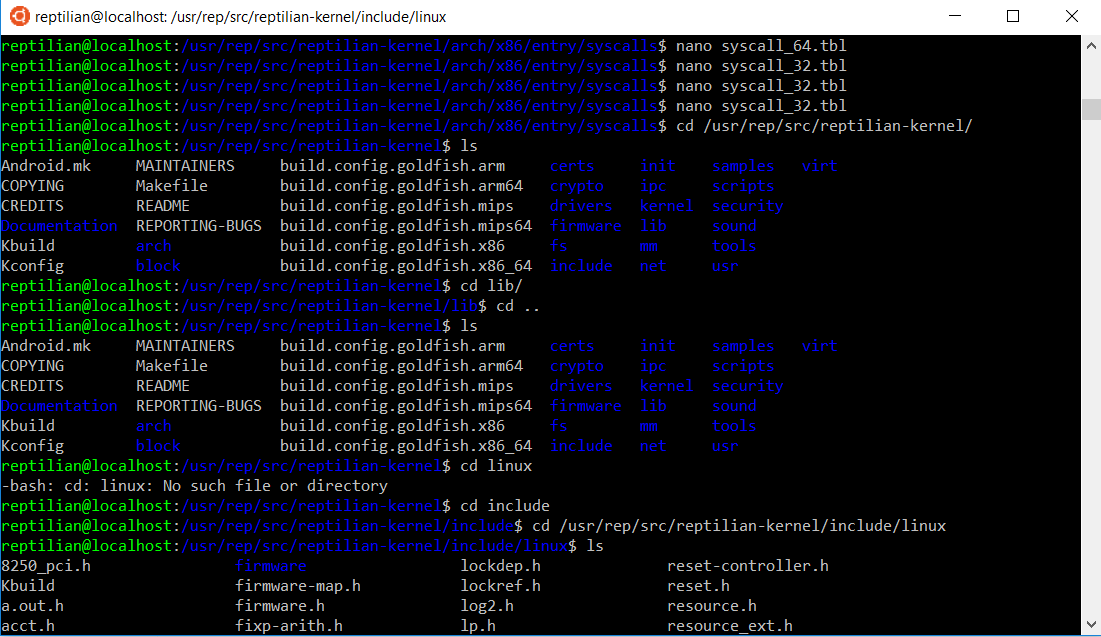 reptilian@localhost: /usr/rep/src/reptilian-kernel/include/linux
reptilian@localhost:/usr/rep/src/reptilian-kernel/arch/x86/entry/syscalls$ nano syscall_64.tbl
reptilian@localhost:/usr/rep/src/reptilian-kernel/arch/x86/entry/syscalls$ nano syscall_32.tbl
reptilian@localhost:/usr/rep/src/reptilian-kernel/arch/x86/entry/syscalls$ nano syscall_32.tbl
reptilian@localhost:/usr/rep/src/reptilian-kernel/arch/x86/entry/syscalls$ nano syscall_32.tbl
reptilian@localhost:/usr/rep/src/reptilian-kernel/arch/x86/entry/syscalls$ cd /usr/rep/src/reptilian-kernel/
reptilian@localhost:/usr/rep/src/reptilian-kernel$ ls
Android.mk     MAINTAINERS     build.config.goldfish.arm     certs     init     samples     virt
COPYING     Makefile     build.config.goldfish.arm64     crypto     ipc     scripts
CREDITS     README     build.config.goldfish.mips     drivers     kernel     security
Documentation     REPORTING-BUGS     build.config.goldfish.mips64     firmware     lib     sound
Kbuild     arch     build.config.goldfish.x86     fs     mm     tools
Kconfig     block     build.config.goldfish.x86_64     include     net     usr
reptilian@localhost:/usr/rep/src/reptilian-kernel$ cd lib/
reptilian@localhost:/usr/rep/src/reptilian-kernel/lib$ cd ..
reptilian@localhost:/usr/rep/src/reptilian-kernel$ ls
Android.mk     MAINTAINERS     build.config.goldfish.arm     certs     init     samples     virt
COPYING     Makefile     build.config.goldfish.arm64     crypto     ipc     scripts
CREDITS     README     build.config.goldfish.mips     drivers     kernel     security
Documentation     REPORTING-BUGS     build.config.goldfish.mips64     firmware     lib     sound
Kbuild     arch     build.config.goldfish.x86     fs     mm     tools
Kconfig     block     build.config.goldfish.x86_64     include     net     usr
reptilian@localhost:/usr/rep/src/reptilian-kernel$ cd linux
-bash: cd: linux: No such file or directory
reptilian@localhost:/usr/rep/src/reptilian-kernel$ cd include
reptilian@localhost:/usr/rep/src/reptilian-kernel/include$ cd /usr/rep/src/reptilian-kernel/include/linux
reptilian@localhost:/usr/rep/src/reptilian-kernel/include/linux$ ls
8250_pci.h     firmware     lockdep.h     reset-controller.h
Kbuild     firmware-map.h     lockref.h     reset.h
a.out.h     firmware.h     log2.h     resource.h
acct.h     fixp-arith.h     lp.h     resource_ext.h